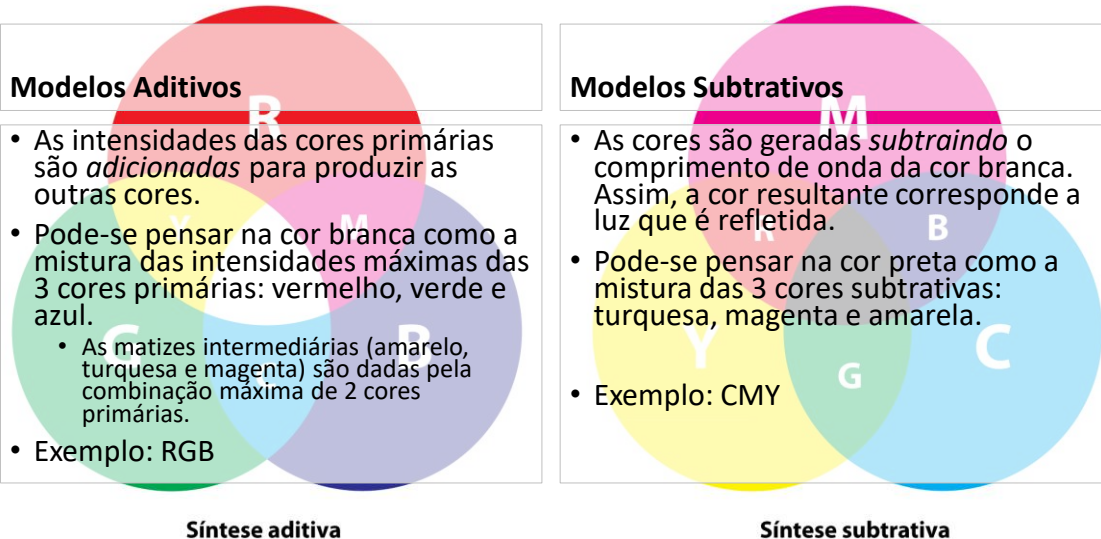 Modelos Aditivos
R
• As intensidades das cores primárias
são adicionadas para produzir as
outras cores.
Y
M
• Pode-se pensar na cor branca como a
mistura das intensidades máximas das
3 cores primárias: vermelho, verde e
azul.
G
B
C
• As matizes intermediárias (amarelo,
turquesa e magenta) são dadas pela
combinação máxima de 2 cores
primárias.
• Exemplo: RGB
Síntese aditiva
Modelos Subtrativos
M
• As cores são geradas subtraindo o
comprimento de onda da cor branca.
Assim, a cor resultante corresponde a
luz que é refletida.
R
B
• Pode-se pensar na cor preta como a
mistura das 3 cores subtrativas:
turquesa, magenta e amarela.
Y
C
G
• Exemplo: CMY
Síntese subtrativa